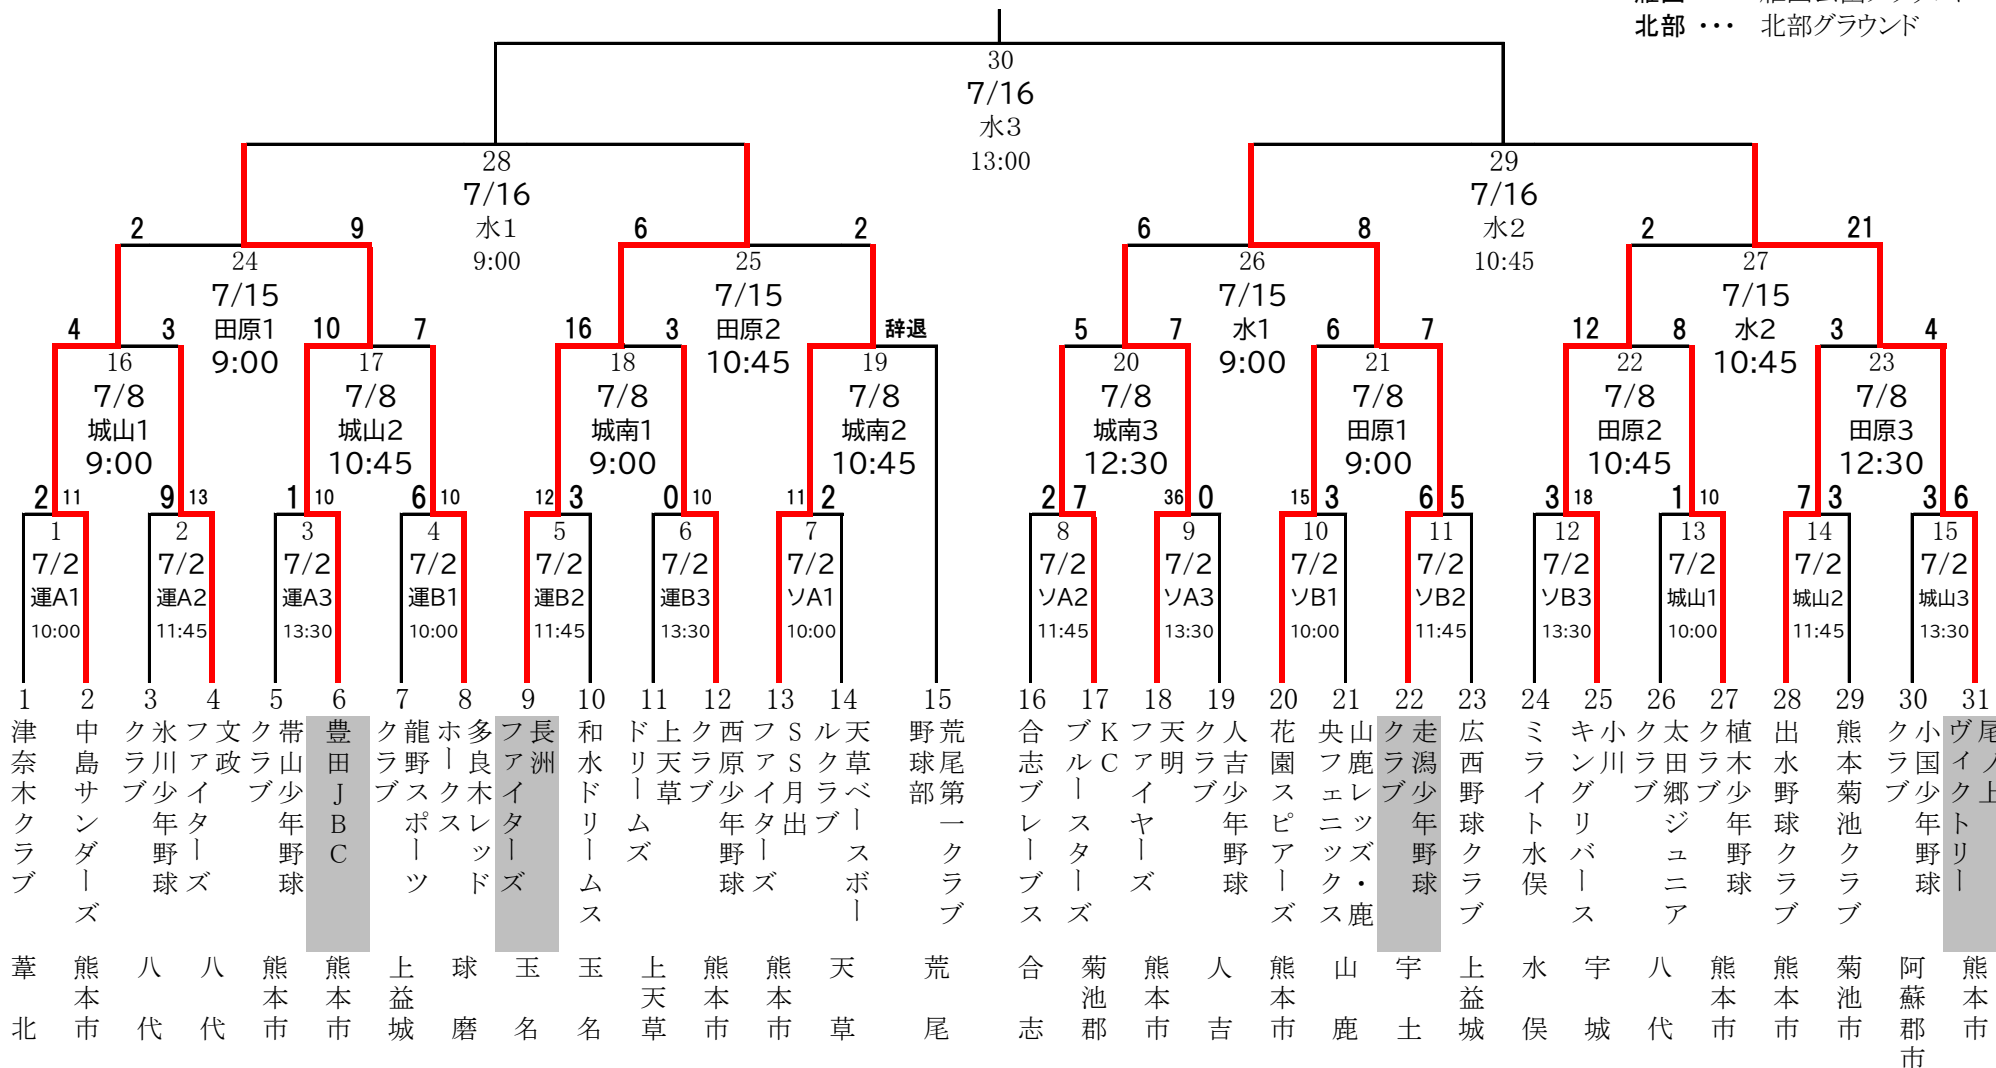 北部 ・・・ 北部グラウンド
30
7/16
水3
13:00
28
7/16
水1
9:00
29
7/16
水2
10:45
2 9
24
7/15
田原1
9:00
6 2
25
7/15
田原2
10:45
6 8
26
7/15
水1
9:00
2 21
27
7/15
水2
10:45
4 3
16
7/8
城山1
9:00
10 7
17
7/8
城山2
10:45
16 3
18
7/8
城南1
9:00
辞退
19
7/8
城南2
10:45
5 7
20
7/8
城南3
12:30
6 7
21
7/8
田原1
9:00
12 8
22
7/8
田原2
10:45
3 4
23
7/8
田原3
12:30
2 11
1
7/2
運A1
10:00
9 13
2
7/2
運A2
11:45
1 10
3
7/2
運A3
13:30
6 10
4
7/2
運B1
10:00
12 3
5
7/2
運B2
11:45
0 10
6
7/2
運B3
13:30
11 2
7
7/2
ソA1
10:00
2 7
8
7/2
ソA2
11:45
36 0
9
7/2
ソA3
13:30
15 3
10
7/2
ソB1
10:00
6 5
11
7/2
ソB2
11:45
3 18
12
7/2
ソB3
13:30
1 10
13
7/2
城山1
10:00
7 3
14
7/2
城山2
11:45
3 6
15
7/2
城山3
13:30
1
津奈木クラブ
葦北
2
中島サンダーズ
熊本市
3
氷川少年野球
クラブ
八代
4
文政
ファイターズ
八代
5
帯山少年野球
クラブ
熊本市
6
豊田JBC
熊本市
7
龍野スポーツ
クラブ
上益城
8
多良木レッド
ホークス
球磨
9
長洲
ファイターズ
玉名
10
和水ドリームス
玉名
11
上天草
ドリームズ
上天草
12
西原少年野球
クラブ
熊本市
13
SS月出
ファイターズ
熊本市
14
天草ベースボー
ルクラブ
天草
15
荒尾第一クラブ
野球部
荒尾
16
合志ブレーブス
合志
17
KC
ブルースターズ
菊池郡
18
天明
ファイヤーズ
熊本市
19
人吉少年野球
クラブ
人吉
20
花園スピアーズ
熊本市
21
山鹿レッズ・鹿
央フェニックス
山鹿
22
走潟少年野球
クラブ
宇土
23
広西野球クラブ
上益城
24
ミライト水俣
水俣
25
小川
キングリバース
宇城
26
太田郷ジュニア
クラブ
八代
27
植木少年野球
クラブ
熊本市
28
出水野球クラブ
熊本市
29
熊本菊池クラブ
菊池市
30
小国少年野球
クラブ
阿蘇郡市
31
尾ノ上
ヴィクトリー
熊本市